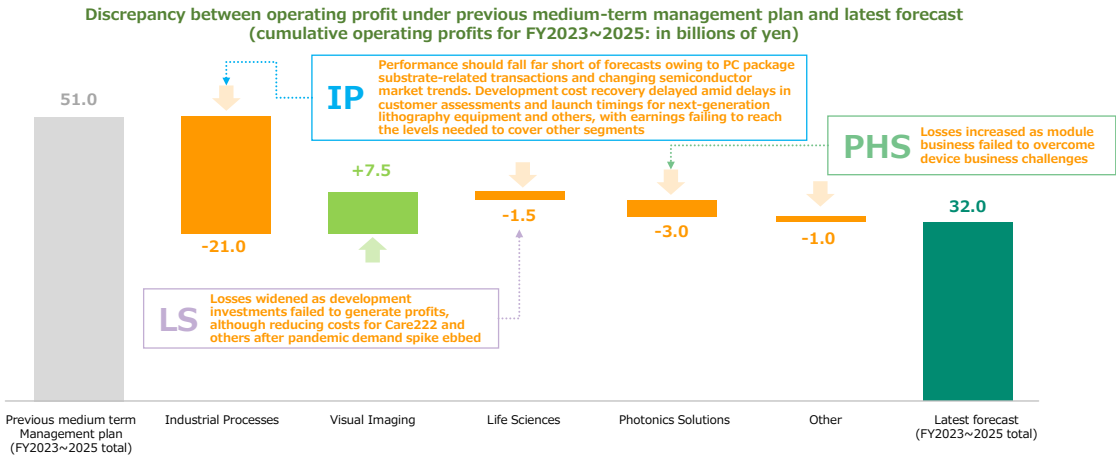 Discrepancy between operating profit under previous medium-term management plan and latest forecast
(cumulative operating profits for FY2023~2025: in billions of yen)
IP
Performance should fall far short of forecasts owing to PC package
substrate-related transactions and changing semiconductor
market trends. Development cost recovery delayed amid delays in
customer assessments and launch timings for next-generation
lithography equipment and others, with earnings failing to reach
the levels needed to cover other segments
PHS
Losses increased as module
business failed to overcome
device business challenges
51.0
-21.0
+7.5
-1.5
-3.0
-1.0
32.0
LS
Losses widened as development
investments failed to generate profits,
although reducing costs for Care222 and
others after pandemic demand spike ebbed
Previous medium term
Management plan
(FY2023~2025 total)
Industrial Processes
Visual Imaging
Life Sciences
Photonics Solutions
Other
Latest forecast
(FY2023~2025 total)